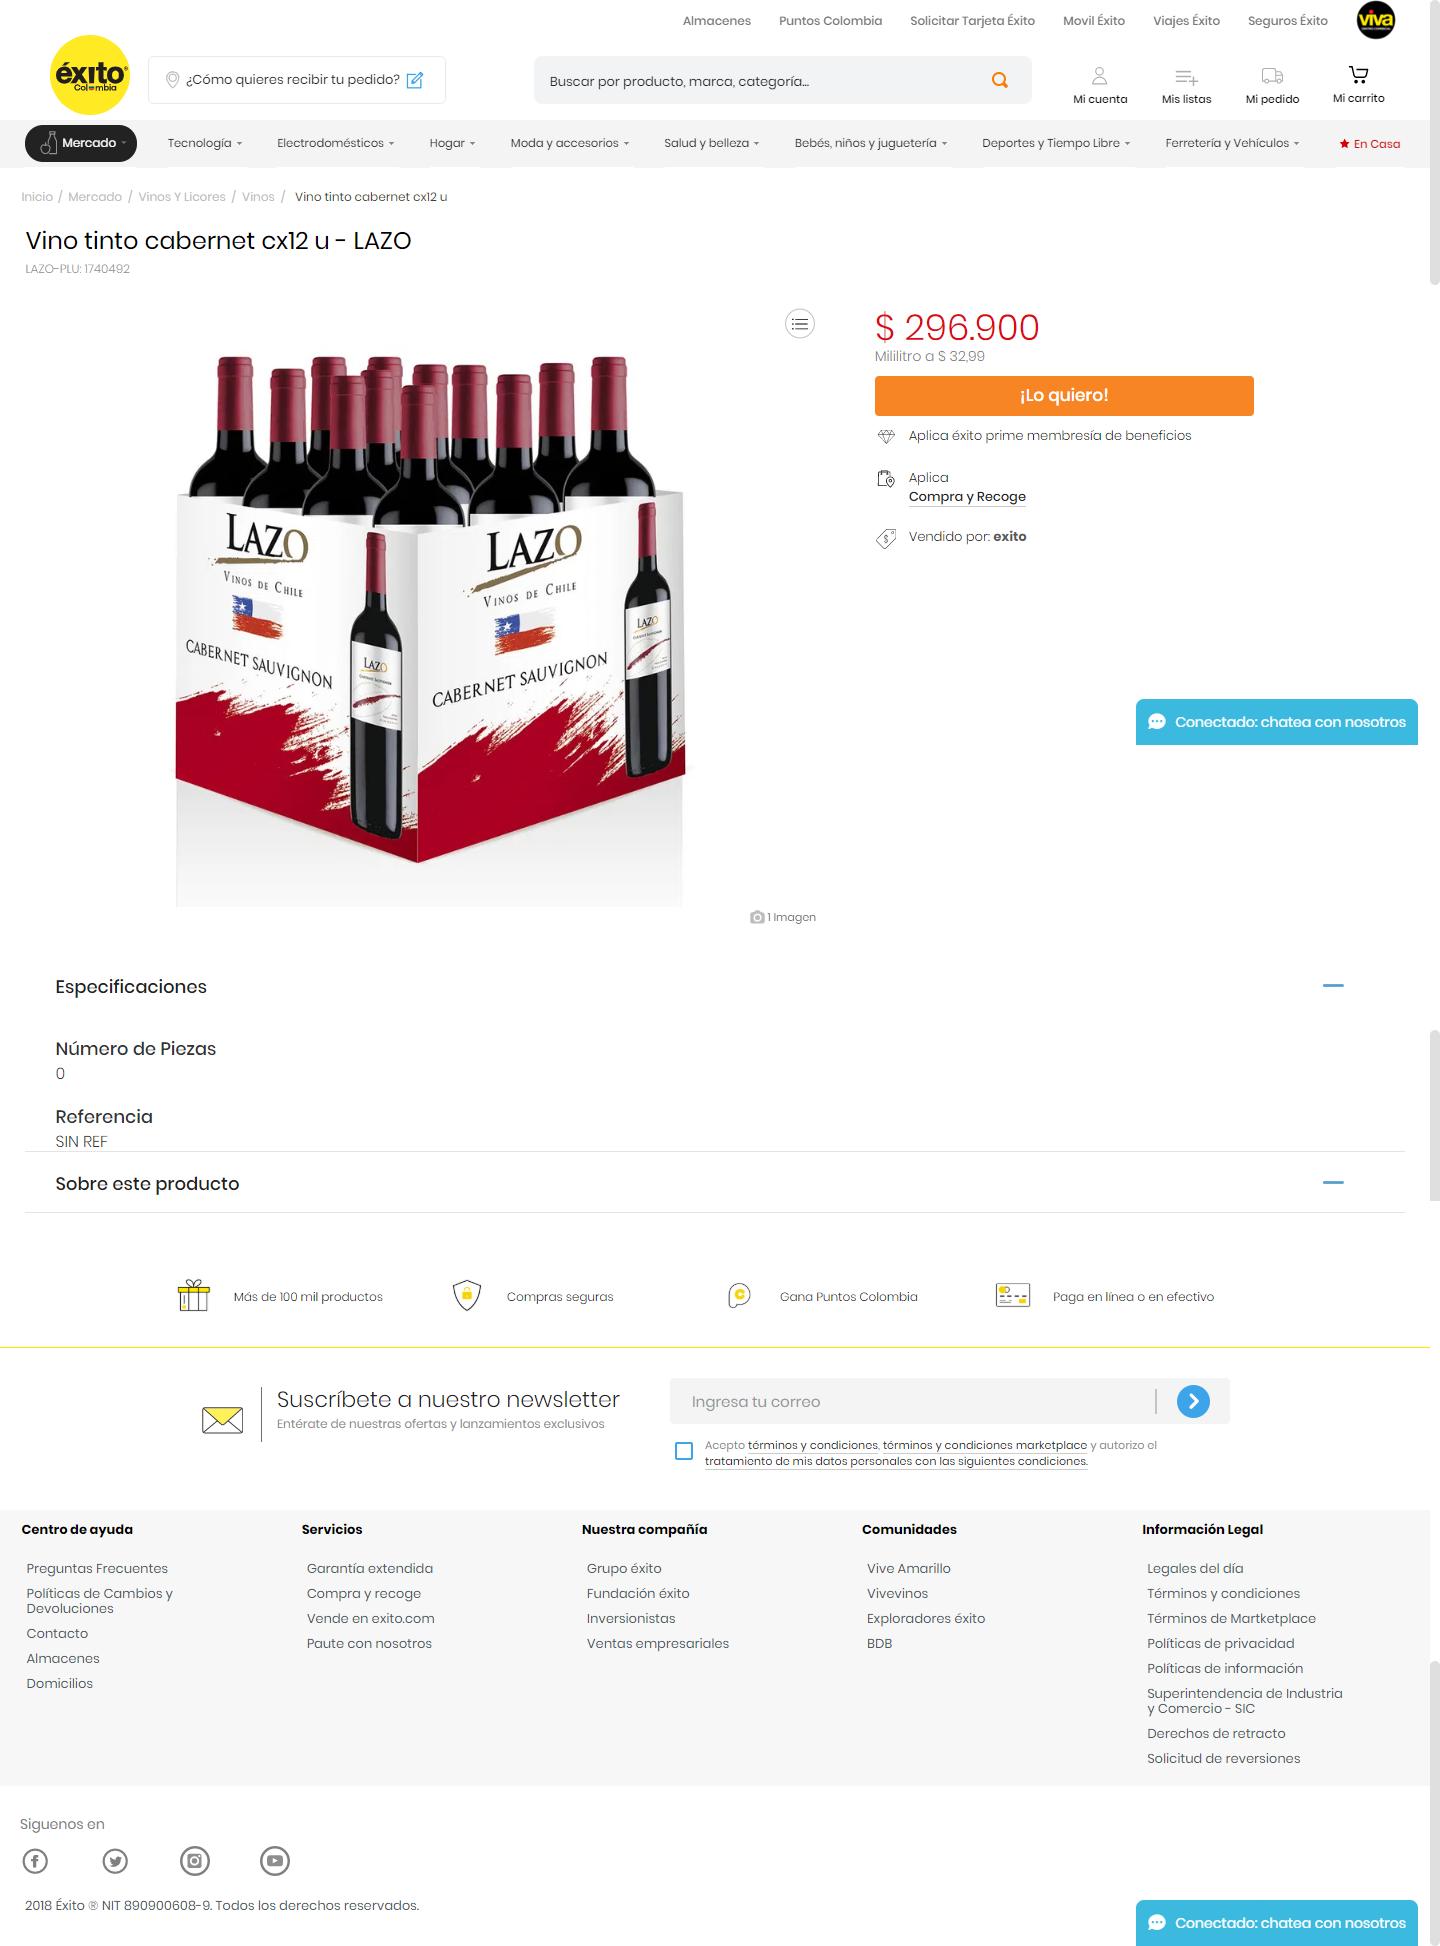 Almacenes Puntos Colombia Solicitar Tarjeta Éxito Movil Éxito Viajes Éxito Seguros Éxito viva
éxito
Colombia
¿Cómo quieres recibir tu pedido?
Buscar por producto, marca, categoría...
Mi cuenta Mis listas Mi pedido Mi carrito
Mercado Tecnología Electrodomésticos Hogar Moda y accesorios Salud y belleza Bebés, niños y juguetería Deportes y Tiempo Libre Ferretería y Vehículos En Casa
Inicio / Mercado / Vinos Y Licores / Vinos / Vino tinto cabernet cx12 u
Vino tinto cabernet cx12 u - LAZO
LAZO-PLU: 1740492
$ 296.900
Mililitro a $ 32,99
¡Lo quiero!
Aplica éxito prime membresía de beneficios
Aplica
Compra y Recoge
Vendido por: exito
LAZO
VINOS DE CHILE
CABERNET SAUVIGNON
LAZO
LAZO
VINOS DE CHILE
CABERNET SAUVIGNON
LAZO
Conectado: chatea con nosotros
1 Imagen
Especificaciones
Número de Piezas
0
Referencia
SIN REF
Sobre este producto
Más de 100 mil productos Compras seguras Gana Puntos Colombia Paga en línea o en efectivo
Suscríbete a nuestro newsletter
Entérate de nuestras ofertas y lanzamientos exclusivos
Ingresa tu correo
Acepto términos y condiciones, términos y condiciones marketplace y autorizo el
tratamiento de mis datos personales con las siguientes condiciones.
Centro de ayuda
Preguntas Frecuentes
Políticas de Cambios y
Devoluciones
Contacto
Almacenes
Domicilios
Servicios
Garantía extendida
Compra y recoge
Vende en exito.com
Paute con nosotros
Nuestra compañía
Grupo éxito
Fundación éxito
Inversionistas
Ventas empresariales
Comunidades
Vive Amarillo
Vivevinos
Exploradores éxito
BDB
Información Legal
Legales del día
Términos y condiciones
Términos de Martketplace
Políticas de privacidad
Políticas de información
Superintendencia de Industria
y Comercio - SIC
Derechos de retracto
Solicitud de reversiones
Siguenos en
2018 Éxito ® NIT 890900608-9. Todos los derechos reservados.
Conectado: chatea con nosotros